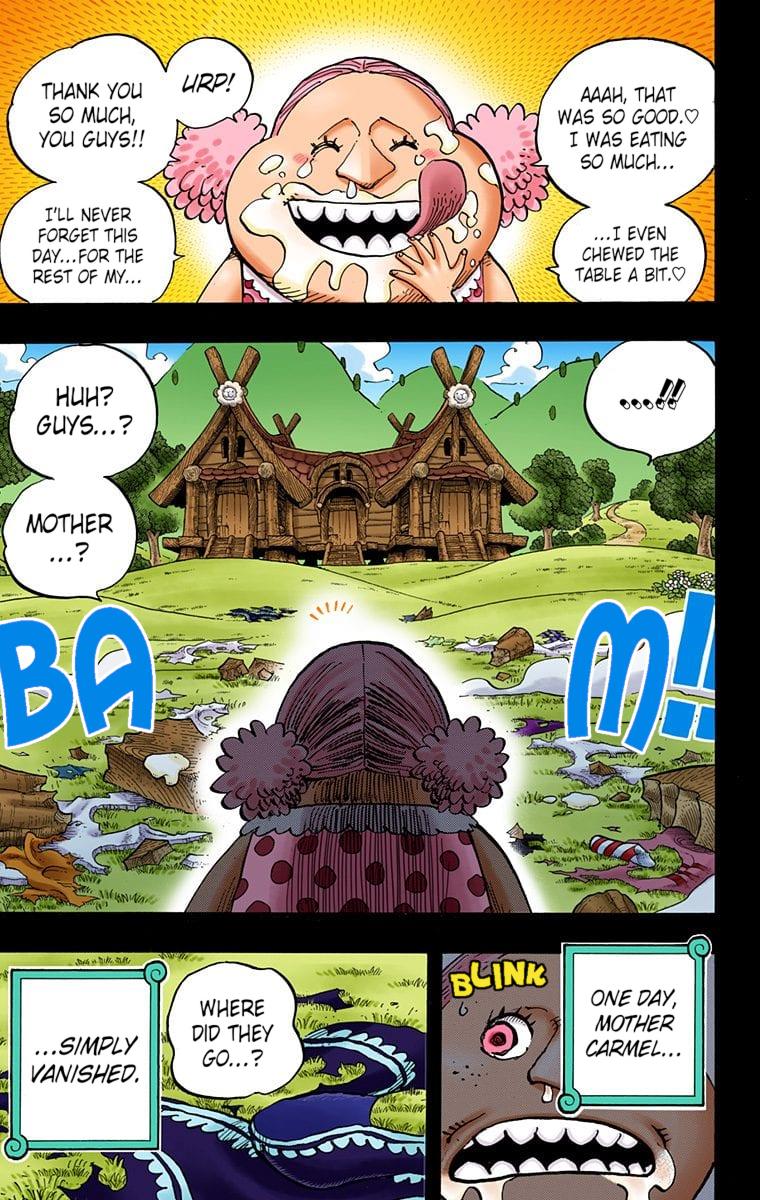 AAAH, THAT
WAS SO GOOD.♡
I WAS EATING
SO MUCH...
...I EVEN
CHEWED THE
TABLE A BIT.♡
URP!
THANK YOU
SO MUCH,
YOU GUYS!!
I'LL NEVER
FORGET THIS
DAY...FOR THE
REST OF MY...
...!!
HUH?
GUYS...?
MOTHER
...?
BAM!!
BLINK
ONE DAY,
MOTHER
CARMEL...
WHERE
DID THEY
GO...?
...SIMPLY
VANISHED.